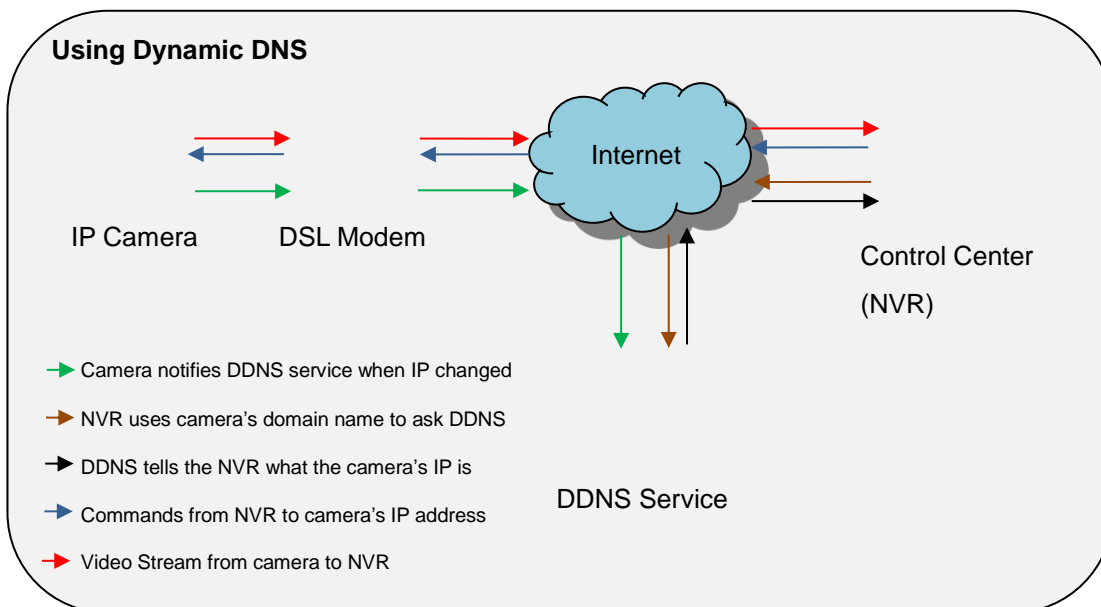 Using Dynamic DNS
Internet
IP Camera
DSL Modem
Control Center
(NVR)
Camera notifies DDNS service when IP changed
NVR uses camera’s domain name to ask DDNS
DDNS tells the NVR what the camera’s IP is
Commands from NVR to camera’s IP address
Video Stream from camera to NVR
DDNS Service